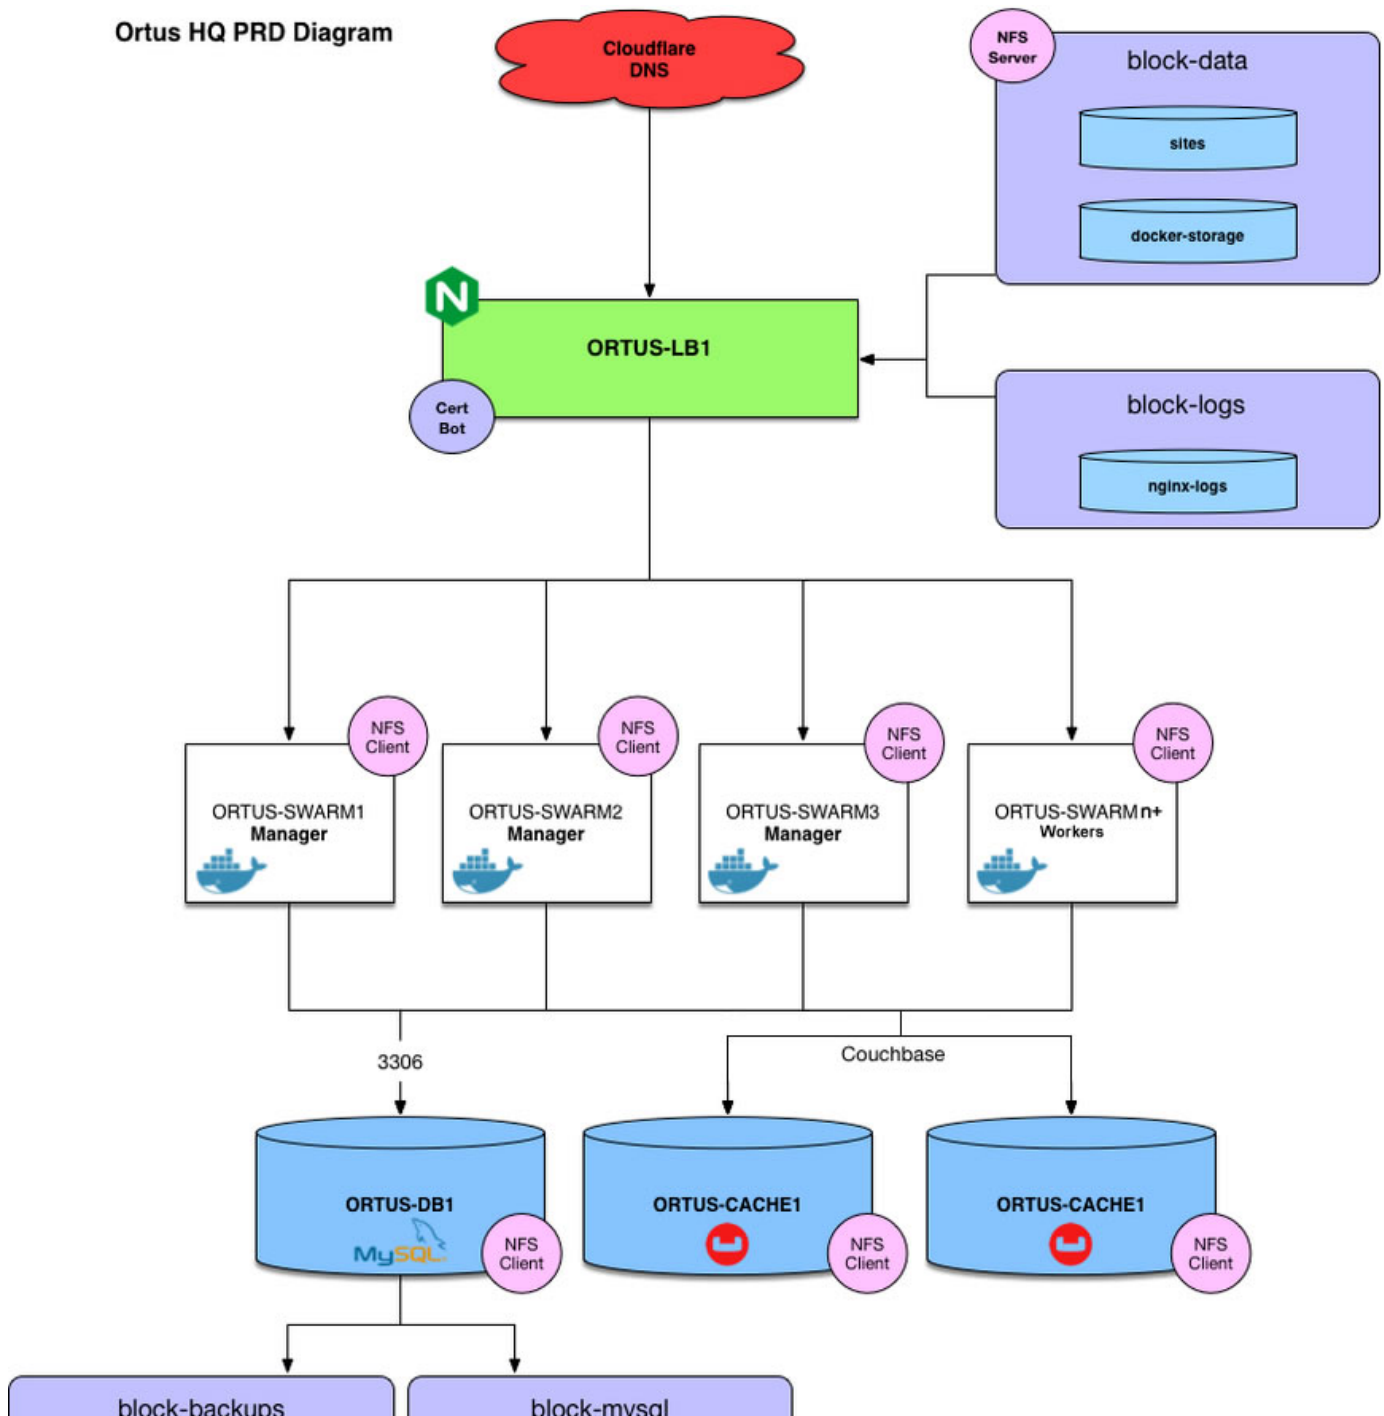 Ortus HQ PRD Diagram
Cloudflare
DNS
NFS
Server
block-data
sites
docker-storage
ORTUS-LB1
Cert
Bot
block-logs
nginx-logs
NFS
Client
NFS
Client
NFS
Client
NFS
Client
ORTUS-SWARM1
Manager
ORTUS-SWARM2
Manager
ORTUS-SWARM3
Manager
ORTUS-SWARMn+
Workers
3306
Couchbase
ORTUS-DB1
MySQL
NFS
Client
ORTUS-CACHE1
NFS
Client
ORTUS-CACHE1
NFS
Client
block-backups
block-mysql